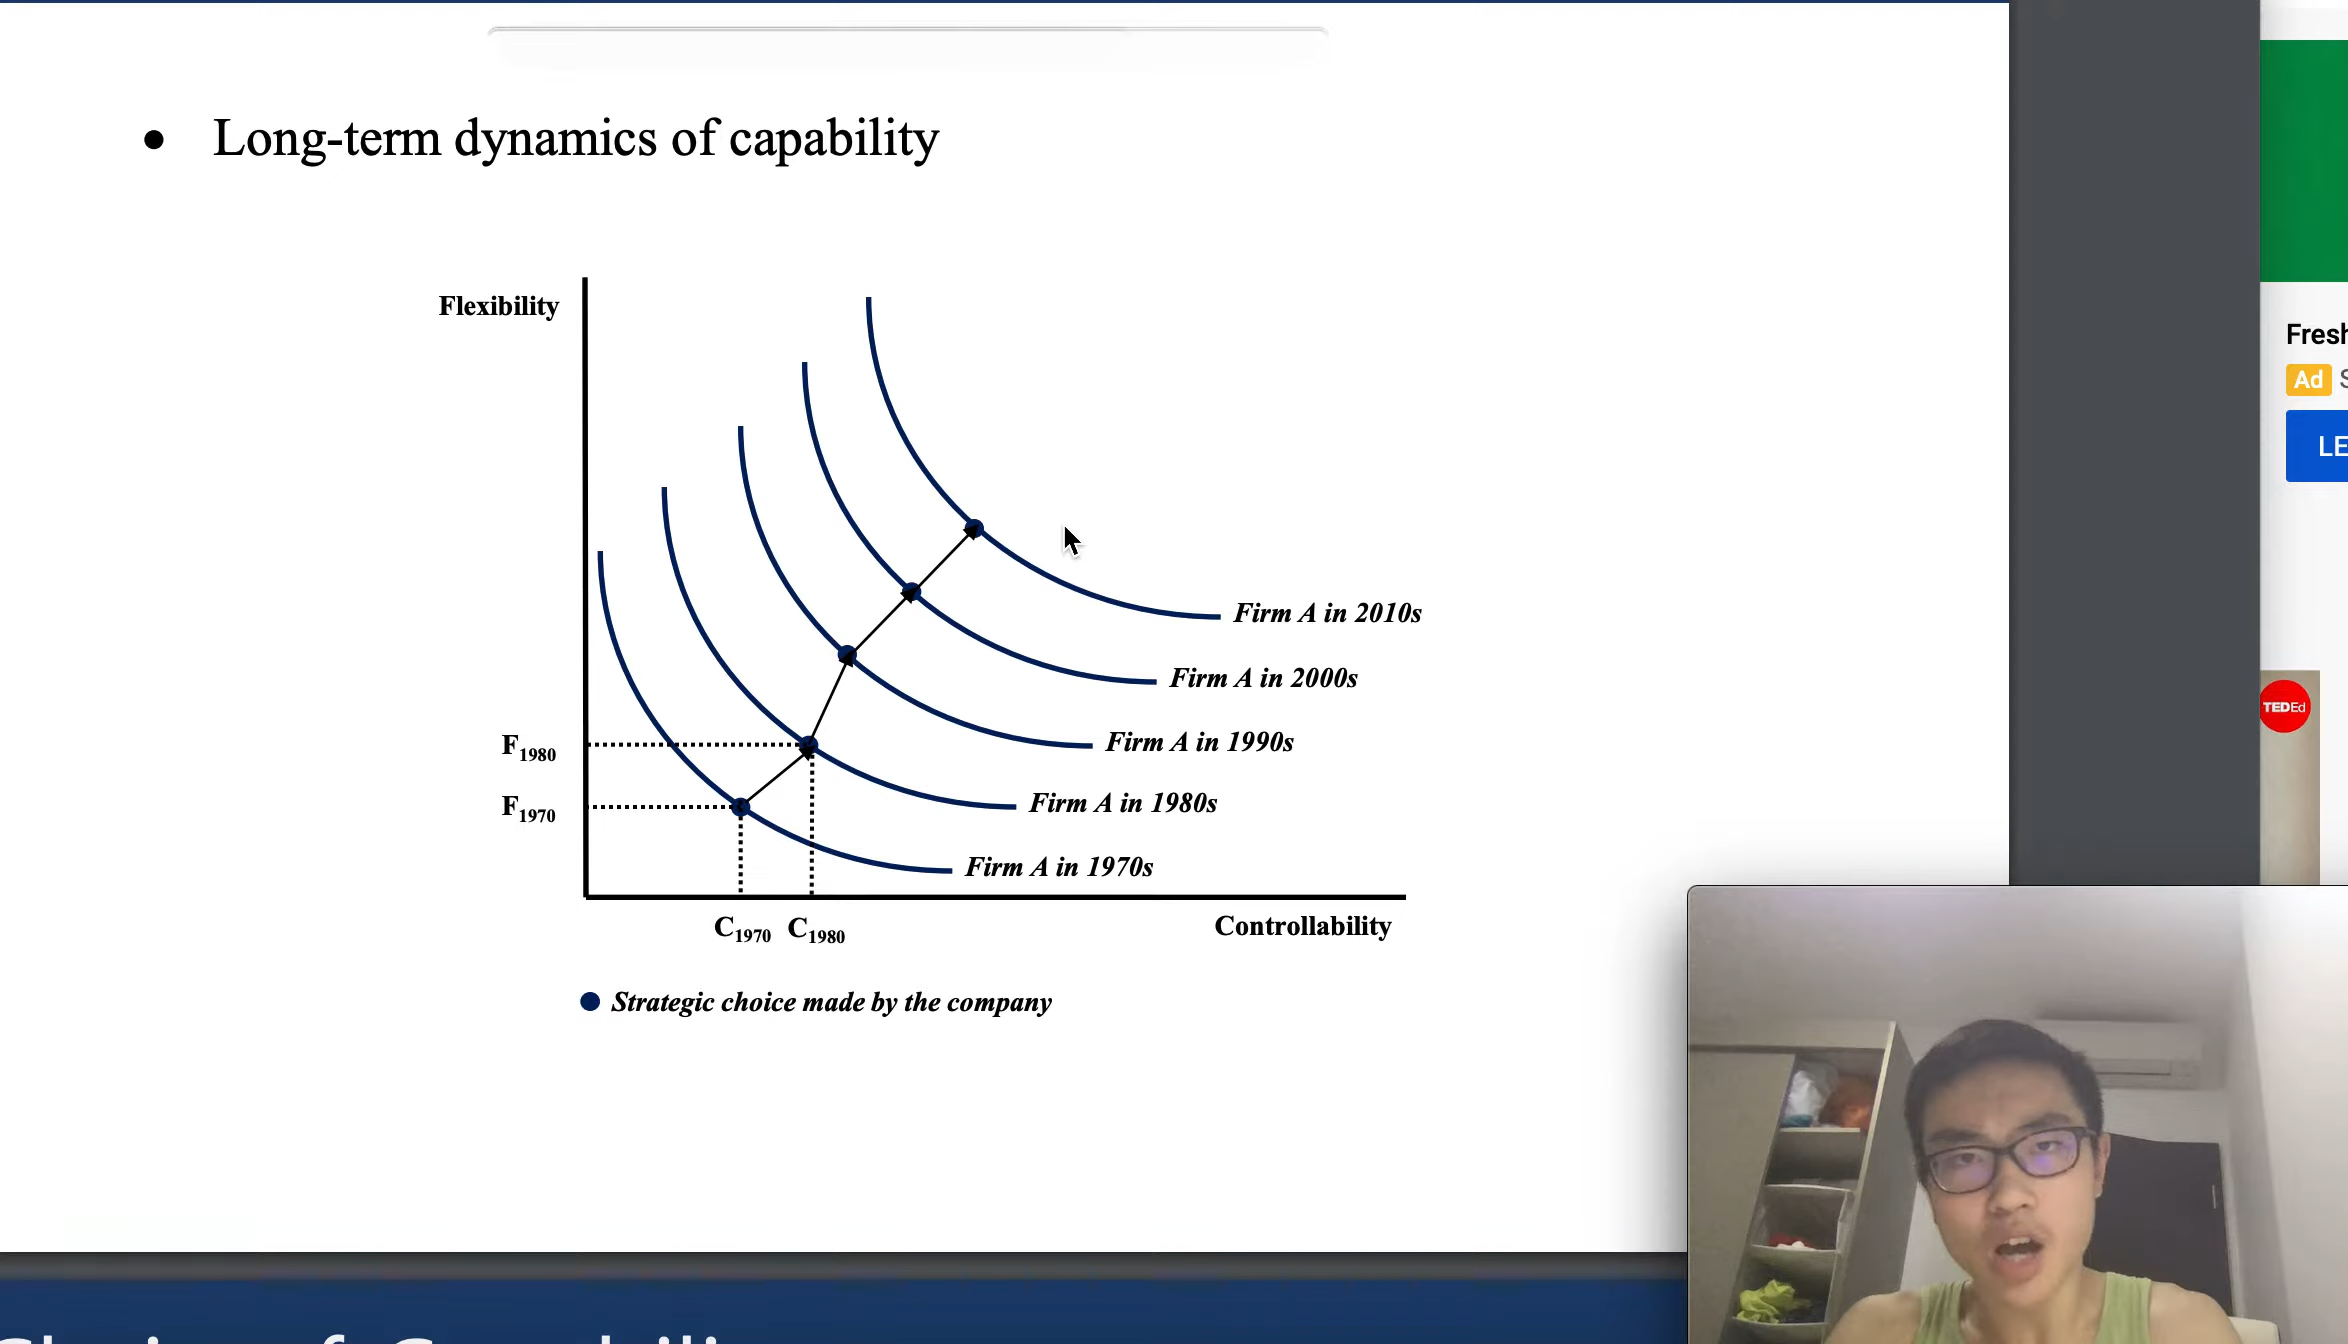 • Long-term dynamics of capability
Flexibility
Firm A in 2010s
Firm A in 2000s
Firm A in 1990s
Firm A in 1980s
Firm A in 1970s
F1980
F1970
C1970 C1980
Controllability
Strategic choice made by the company
Fresh
Ad
LE
TEDEd